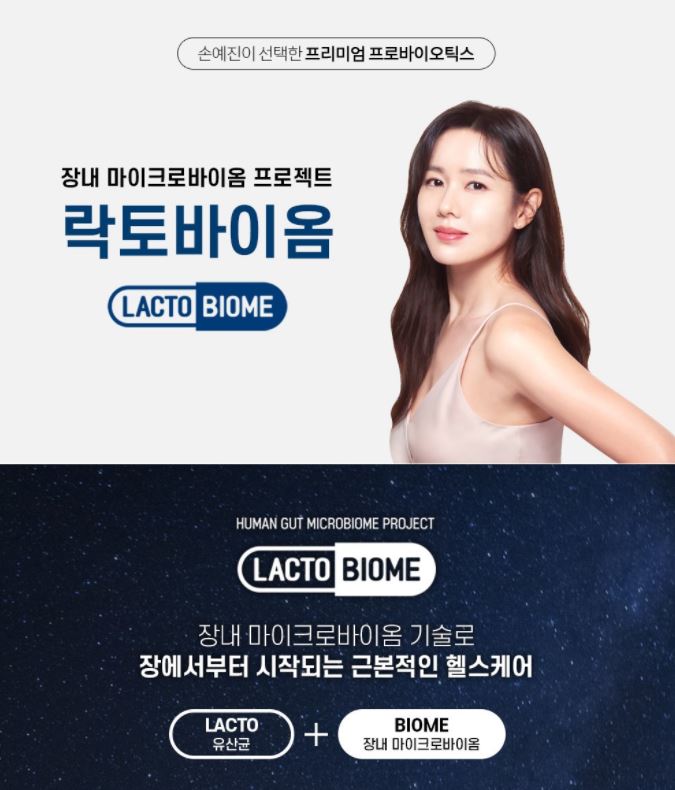 손예진이 선택한 프리미엄 프로바이오틱스
장내 마이크로바이옴 프로젝트
락토바이옴
LACTO BIOME
HUMAN GUT MICROBIOME PROJECT
LACTO BIOME
장내 마이크로바이옴 기술로
장에서부터 시작되는 근본적인 헬스케어
LACTO
유산균
+
BIOME
장내 마이크로바이옴